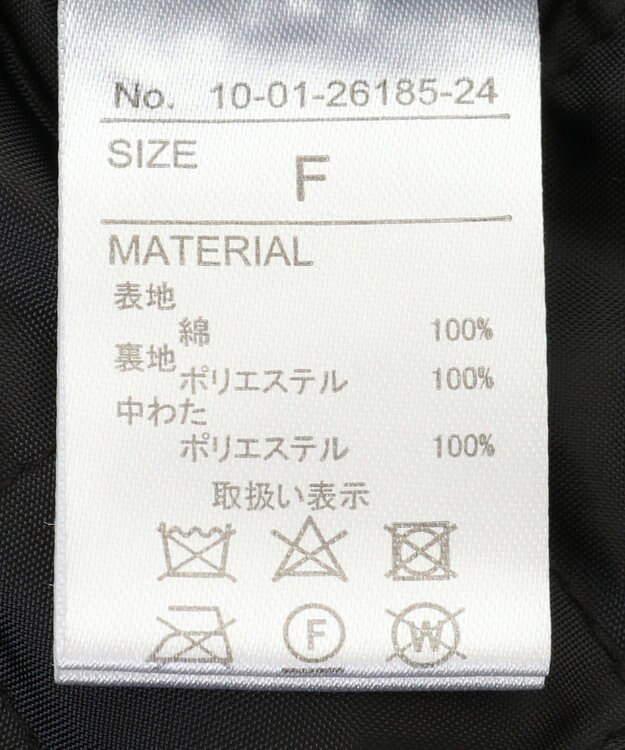 No. 10-01-26185-24
SIZE F
MATERIAL
表地
綿 100%
裏地
ポリエステル 100%
中わた
ポリエステル 100%
取扱い表示
F W